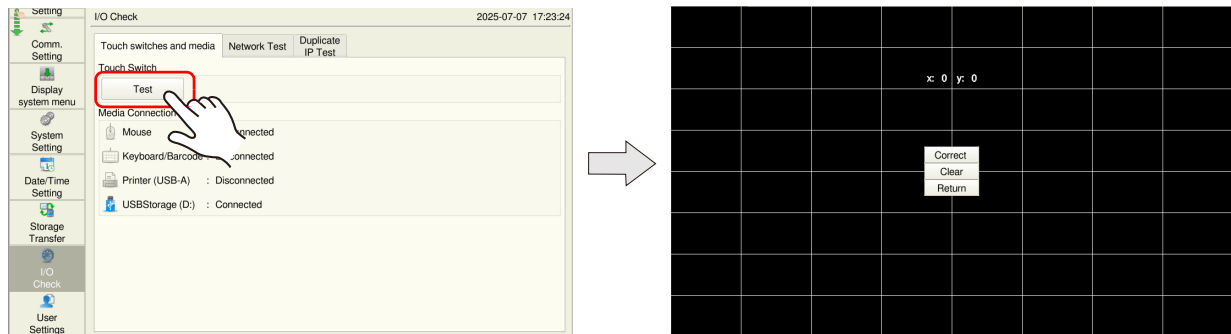 Setting
Comm.
Setting
Display
system menu
System
Setting
Date/Time
Setting
Storage
Transfer
I/O
Check
User
Settings
I/O Check
2025-07-07 17:23:24
Touch switches and media
Network Test
Duplicate
IP Test
Touch Switch
Test
Media Connection
Mouse
Keyboard/Barcode :
Printer (USB-A) : Disconnected
USBStorage (D:) : Connected
x: 0 y: 0
Correct
Clear
Return